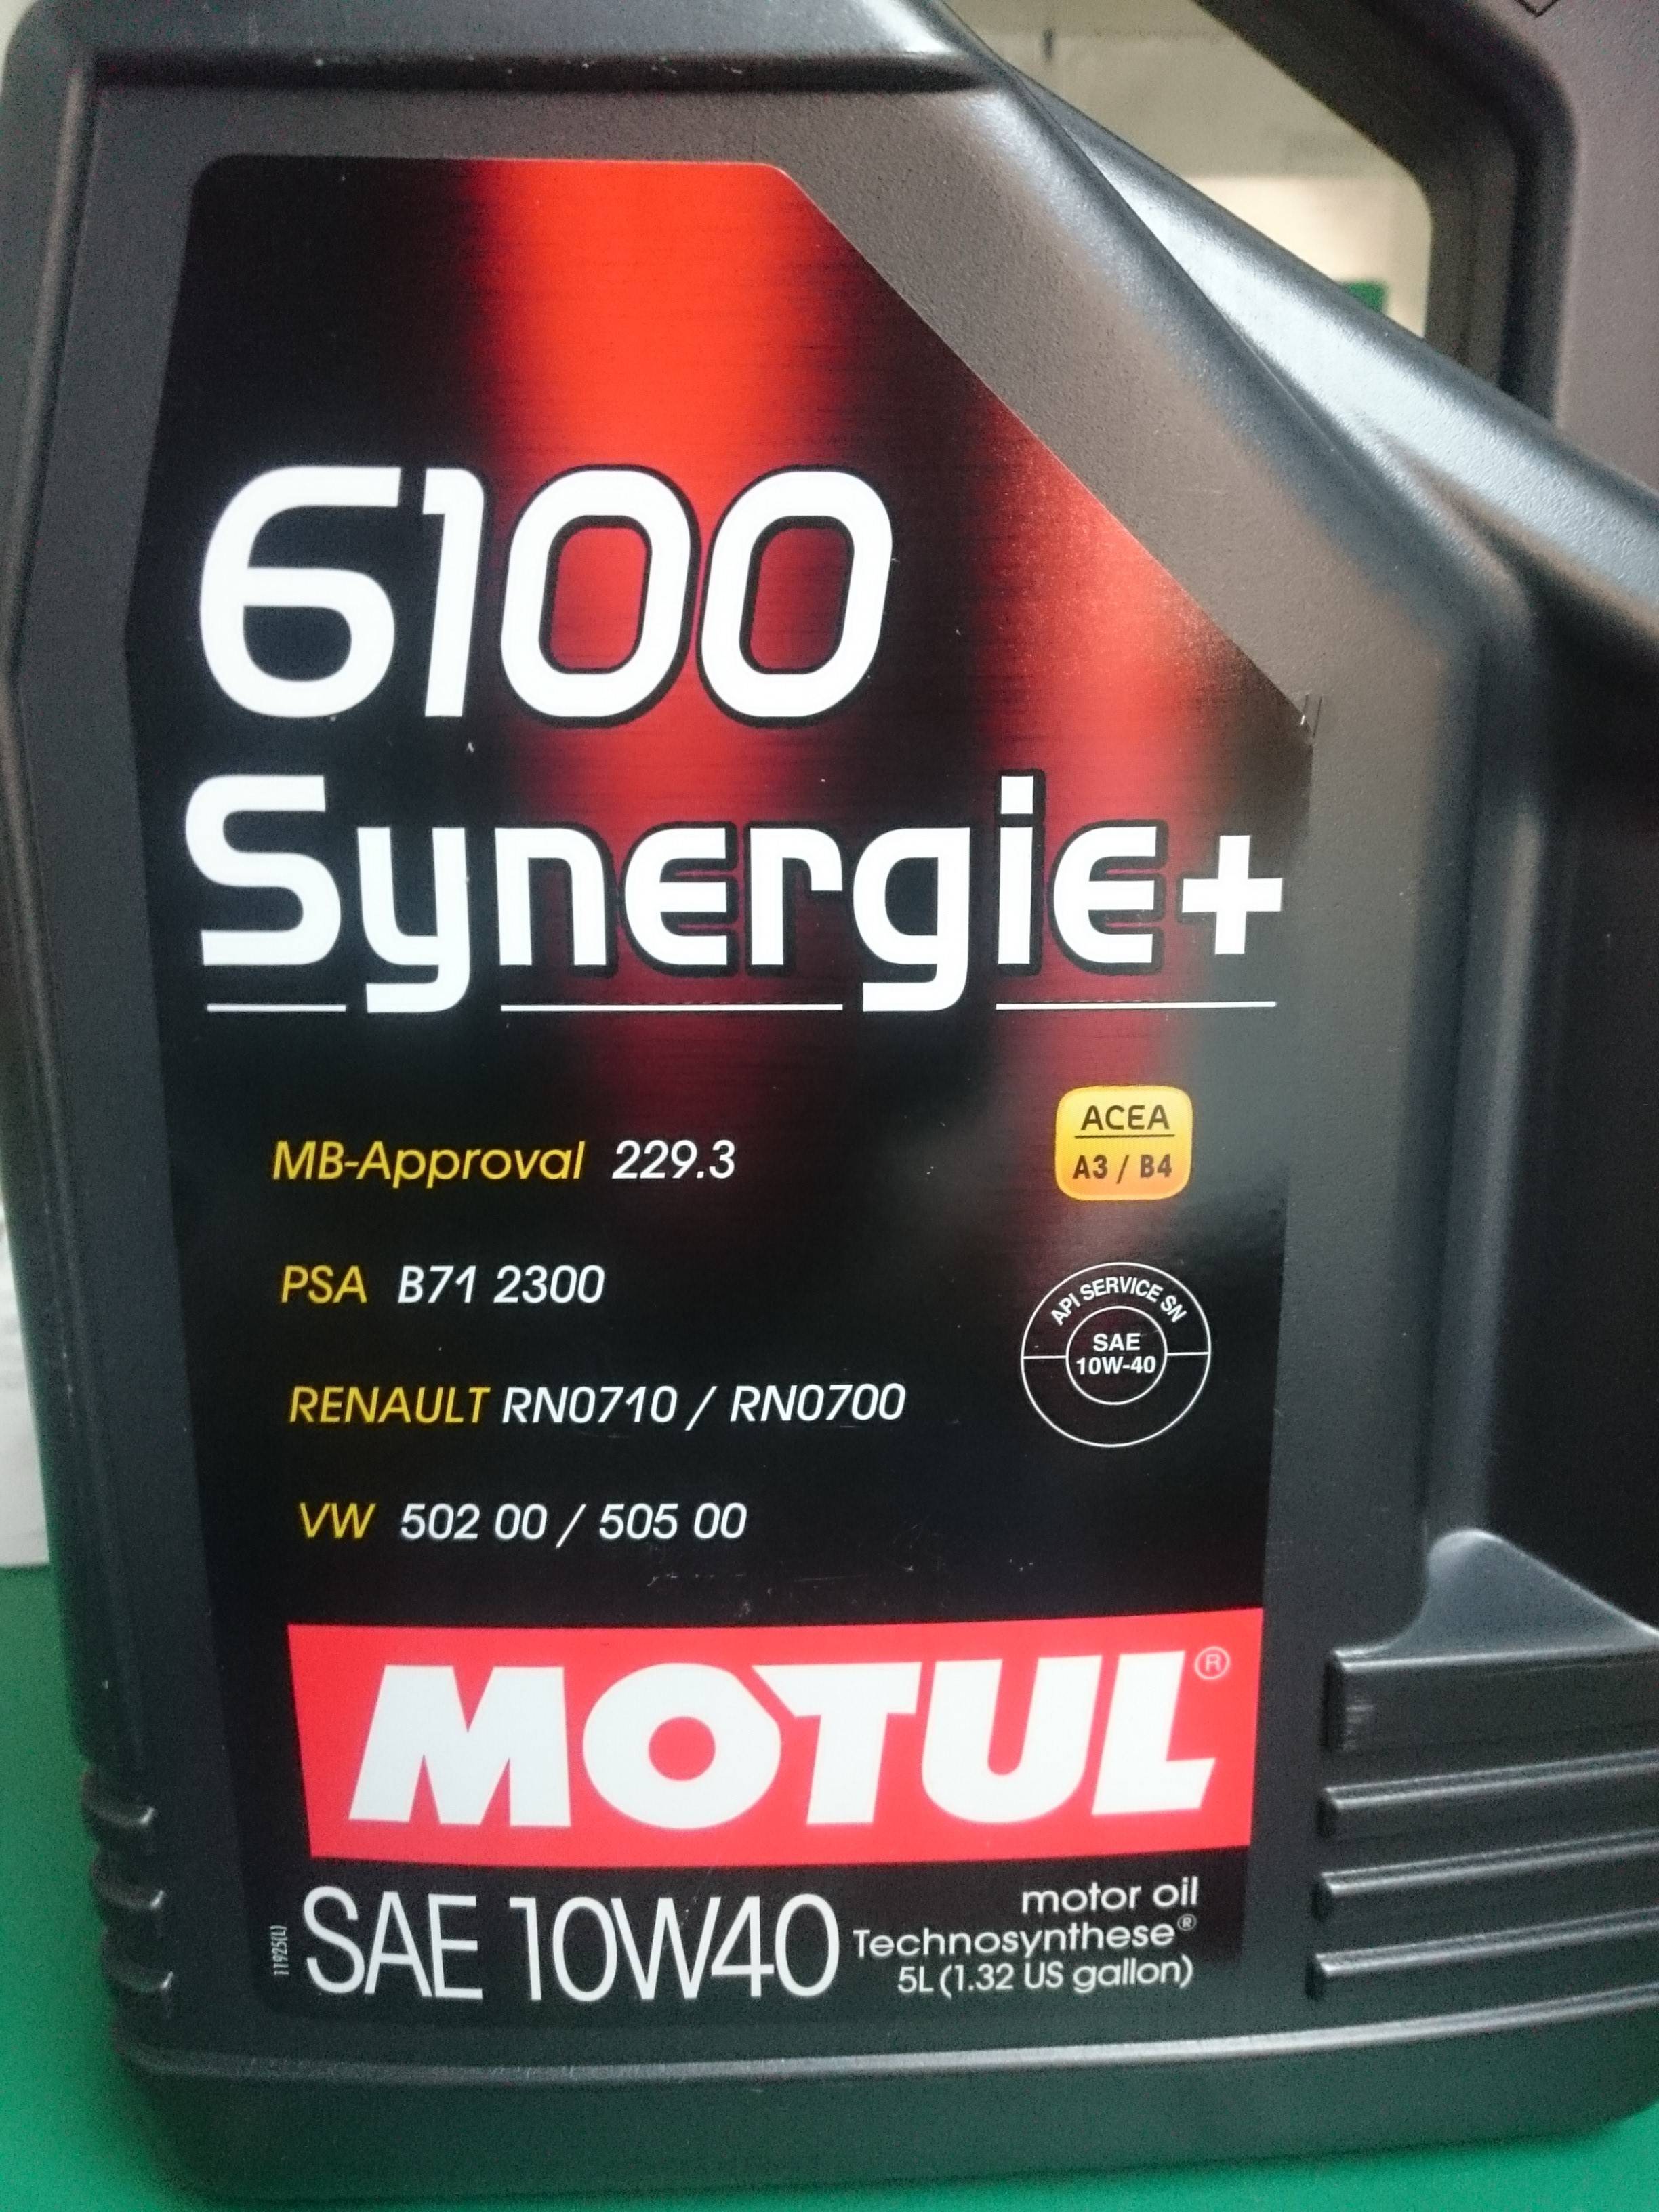 6100
Synergie+
ACEA
A3 / B4
MB-Approval 229.3
PSA B71 2300
API SERVICE SN
SAE
10W-40
RENAULT RN0710 / RN0700
VW 502 00 / 505 00
MOTUL®
SAE 10W40
motor oil
Technosynthese®
5L (1.32 US gallon)
11925(L)